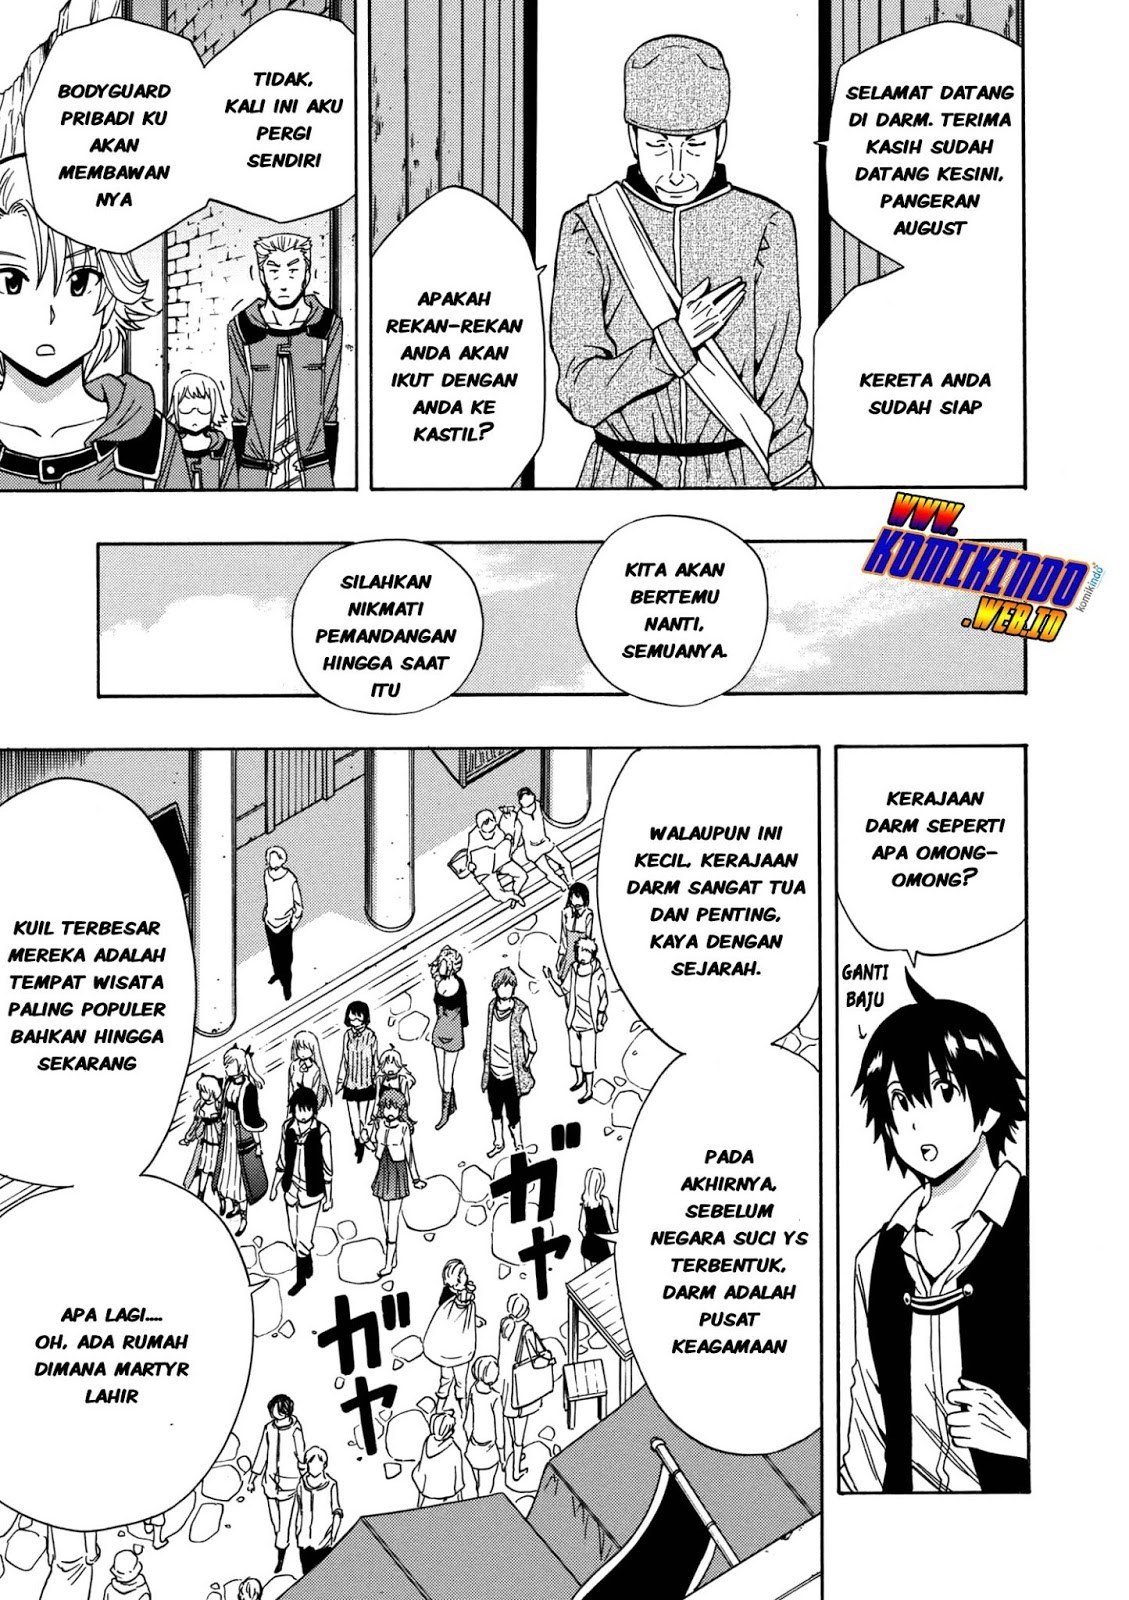 SELAMAT DATANG
DI DARM. TERIMA
KASIH SUDAH
DATANG KESINI,
PANGERAN
AUGUST
KERETA ANDA
SUDAH SIAP
APAKAH
REKAN-REKAN
ANDA AKAN
IKUT DENGAN
ANDA KE
KASTIL?
TIDAK,
KALI INI AKU
PERGI
SENDIRI
BODYGUARD
PRIBADI KU
AKAN
MEMBAWAN
NYA
WWW.
KOMIKINDO
.WEB.ID
komikindo
KITA AKAN
BERTEMU
NANTI,
SEMUANYA.
SILAHKAN
NIKMATI
PEMANDANGAN
HINGGA SAAT
ITU
KERAJAAN
DARM SEPERTI
APA OMONG-
OMONG?
GANTI
BAJU
WALAUPUN INI
KECIL, KERAJAAN
DARM SANGAT TUA
DAN PENTING,
KAYA DENGAN
SEJARAH.
PADA
AKHIRNYA,
SEBELUM
NEGARA SUCI YS
TERBENTUK,
DARM ADALAH
PUSAT
KEAGAMAAN
ガヤ
ガヤ
KUIL TERBESAR
MEREKA ADALAH
TEMPAT WISATA
PALING POPULER
BAHKAN HINGGA
SEKARANG
APA LAGI....
OH, ADA RUMAH
DIMANA MARTYR
LAHIR